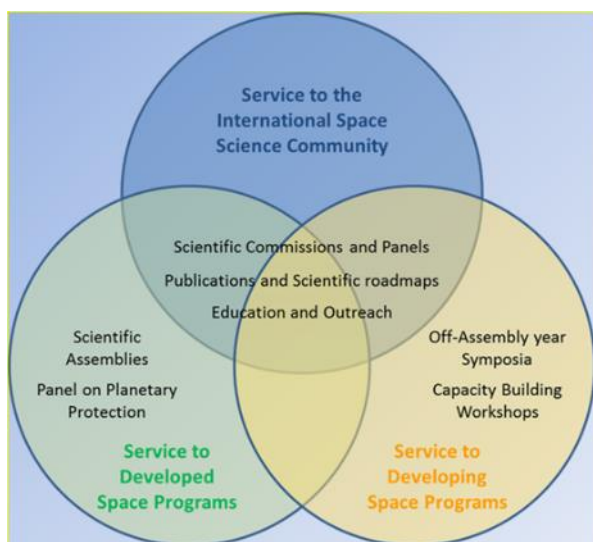 Service to the
International Space
Science Community
Scientific Commissions and Panels
Publications and Scientific roadmaps
Education and Outreach
Scientific
Assemblies
Panel on Planetary
Protection
Off-Assembly year
Symposia
Capacity Building
Workshops
Service to
Developed
Space Programs
Service to
Developing
Space Programs